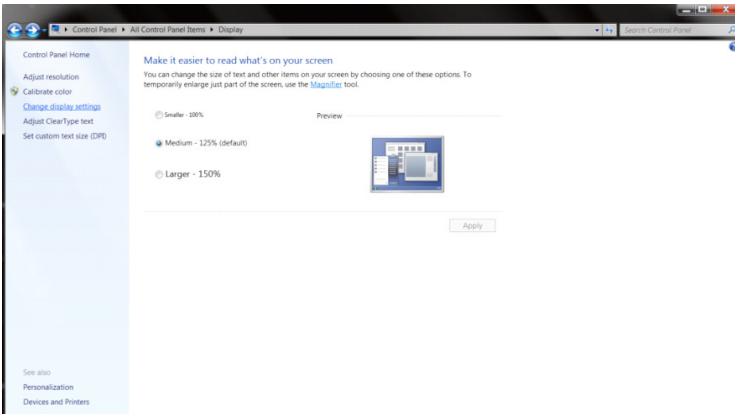 Control Panel ▸ All Control Panel Items ▸ Display
Search Control Panel
Control Panel Home
Adjust resolution
Calibrate color
Change display settings
Adjust ClearType text
Set custom text size (DPI)
Make it easier to read what's on your screen
You can change the size of text and other items on your screen by choosing one of these options. To
temporarily enlarge just part of the screen, use the Magnifier tool.
Smaller - 100%
Preview
Medium - 125% (default)
Larger - 150%
Apply
See also
Personalization
Devices and Printers